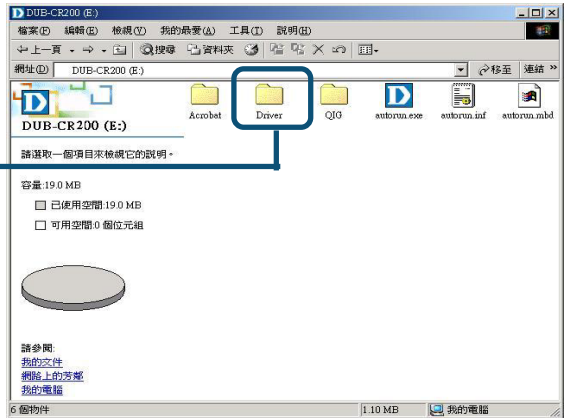 DUB-CR200 (E:)
檔案(F) 編輯(E) 檢視(V) 我的最愛(A) 工具(T) 說明(H)
上一頁 搜尋 資料夾
網址(D) DUB-CR200 (E:) 移至 連結 »
DUB-CR200 (E:)
Acrobat Driver QIG autorun.exe autorun.inf autorun.mbd
請選取一個項目來檢視它的說明。
容量:19.0 MB
已使用空間:19.0 MB
可用空間:0 個位元組
請參閱:
我的文件
網路上的芳鄰
我的電腦
6 個物件 1.10 MB 我的電腦